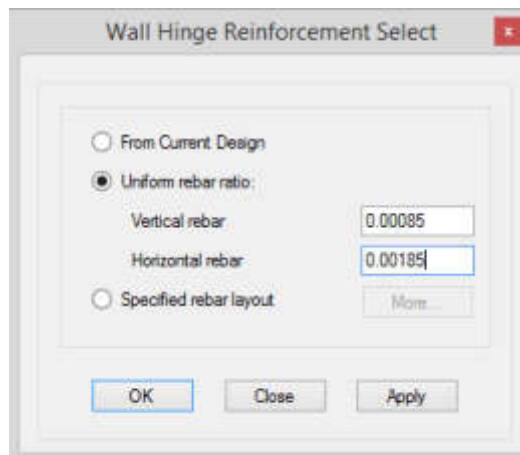 Wall Hinge Reinforcement Select
x
From Current Design
Uniform rebar ratio:
Vertical rebar 0.00085
Horizontal rebar 0.00185
Specified rebar layout More...
OK Close Apply